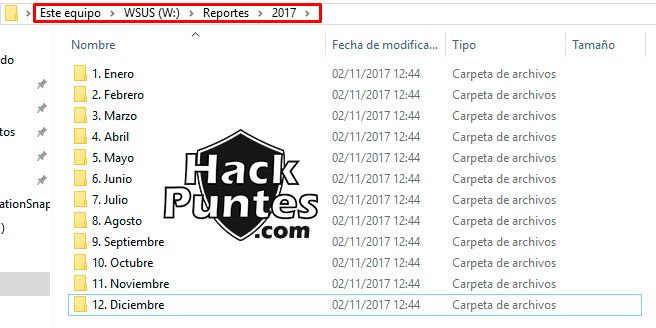 Este equipo > WSUS (W:) > Reportes > 2017 >
Nombre Fecha de modifica... Tipo Tamaño
do
1. Enero 02/11/2017 12:44 Carpeta de archivos
2. Febrero 02/11/2017 12:44 Carpeta de archivos
3. Marzo 02/11/2017 12:44 Carpeta de archivos
tos
4. Abril 02/11/2017 12:44 Carpeta de archivos
5. Mayo 02/11/2017 12:44 Carpeta de archivos
6. Junio 02/11/2017 12:44 Carpeta de archivos
ationSnap
7. Julio 02/11/2017 12:44 Carpeta de archivos
:)
8. Agosto 02/11/2017 12:44 Carpeta de archivos
9. Septiembre 02/11/2017 12:44 Carpeta de archivos
10. Octubre 02/11/2017 12:44 Carpeta de archivos
11. Noviembre 02/11/2017 12:44 Carpeta de archivos
12. Diciembre 02/11/2017 12:44 Carpeta de archivos
Hack
Puntes
.com